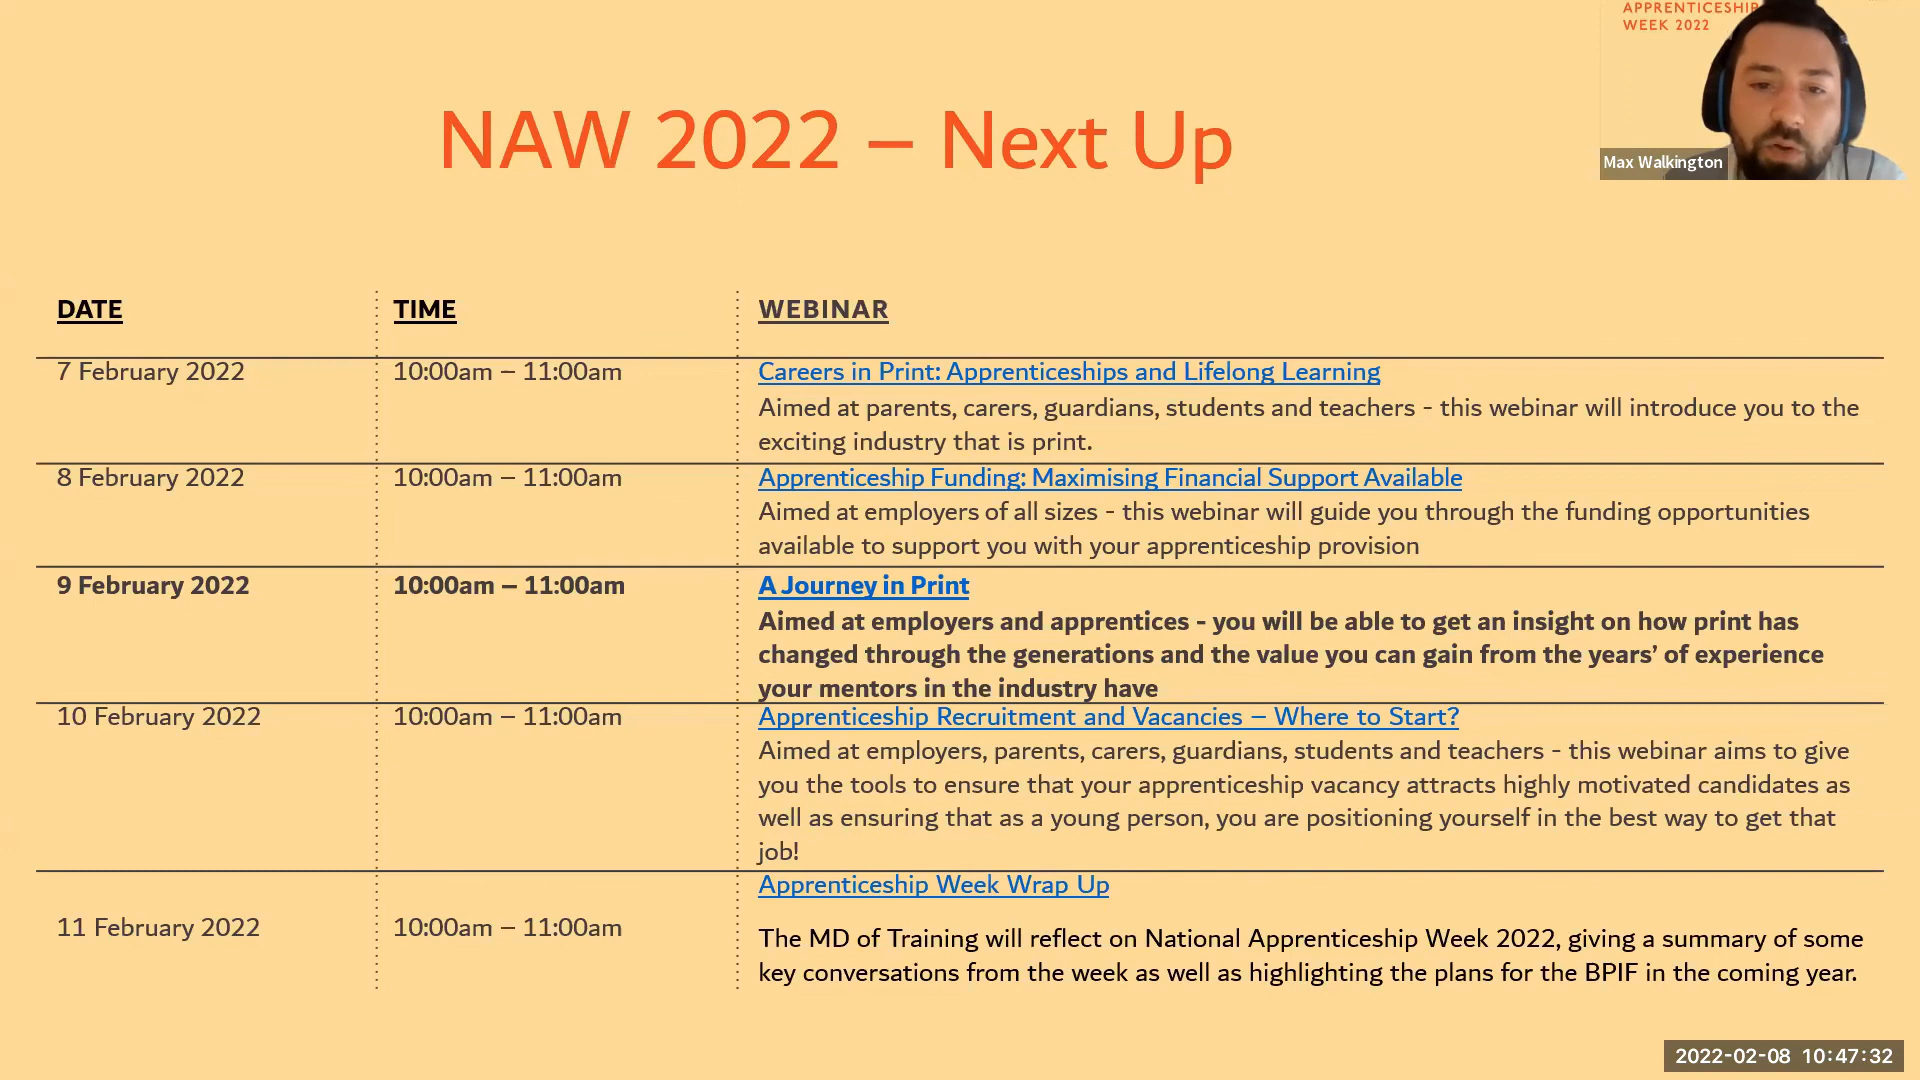 APPRENTICESHIP
WEEK 2022
NAW 2022 – Next Up
Max Walkington
DATE TIME WEBINAR
7 February 2022 10:00am – 11:00am Careers in Print: Apprenticeships and Lifelong Learning
Aimed at parents, carers, guardians, students and teachers - this webinar will introduce you to the
exciting industry that is print.
8 February 2022 10:00am – 11:00am Apprenticeship Funding: Maximising Financial Support Available
Aimed at employers of all sizes - this webinar will guide you through the funding opportunities
available to support you with your apprenticeship provision
9 February 2022 10:00am – 11:00am A Journey in Print
Aimed at employers and apprentices - you will be able to get an insight on how print has
changed through the generations and the value you can gain from the years’ of experience
your mentors in the industry have
10 February 2022 10:00am – 11:00am Apprenticeship Recruitment and Vacancies – Where to Start?
Aimed at employers, parents, carers, guardians, students and teachers - this webinar aims to give
you the tools to ensure that your apprenticeship vacancy attracts highly motivated candidates as
well as ensuring that as a young person, you are positioning yourself in the best way to get that
job!
Apprenticeship Week Wrap Up
11 February 2022 10:00am – 11:00am
The MD of Training will reflect on National Apprenticeship Week 2022, giving a summary of some
key conversations from the week as well as highlighting the plans for the BPIF in the coming year.
2022-02-08 10:47:32